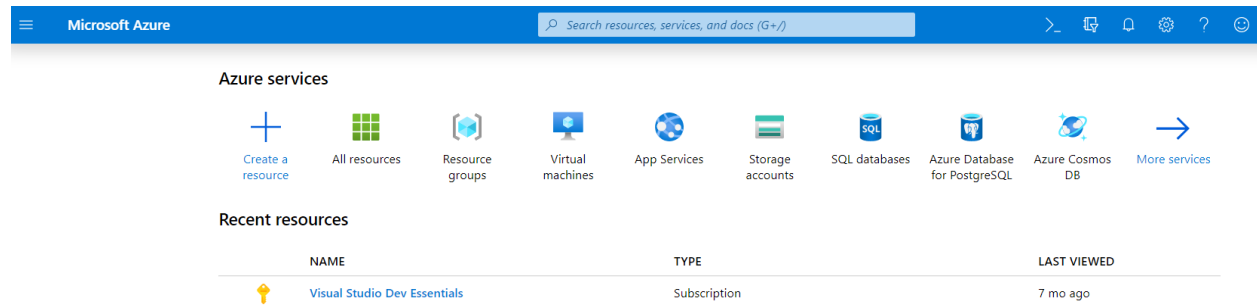 Microsoft Azure
Search resources, services, and docs (G+/)
Azure services
Create a resource
All resources
Resource groups
Virtual machines
App Services
Storage accounts
SQL
SQL databases
Azure Database for PostgreSQL
Azure Cosmos DB
More services
Recent resources
NAME TYPE LAST VIEWED
Visual Studio Dev Essentials Subscription 7 mo ago